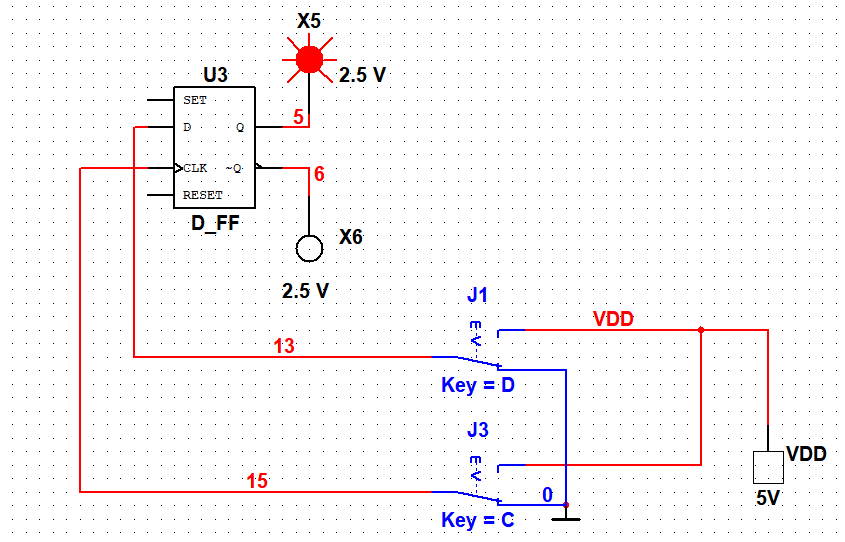 X5
2.5 V
U3
SET
D
Q
CLK
~Q
RESET
D_FF
5
6
X6
2.5 V
J1
VDD
13
Key = D
J3
15
0
Key = C
VDD
5V